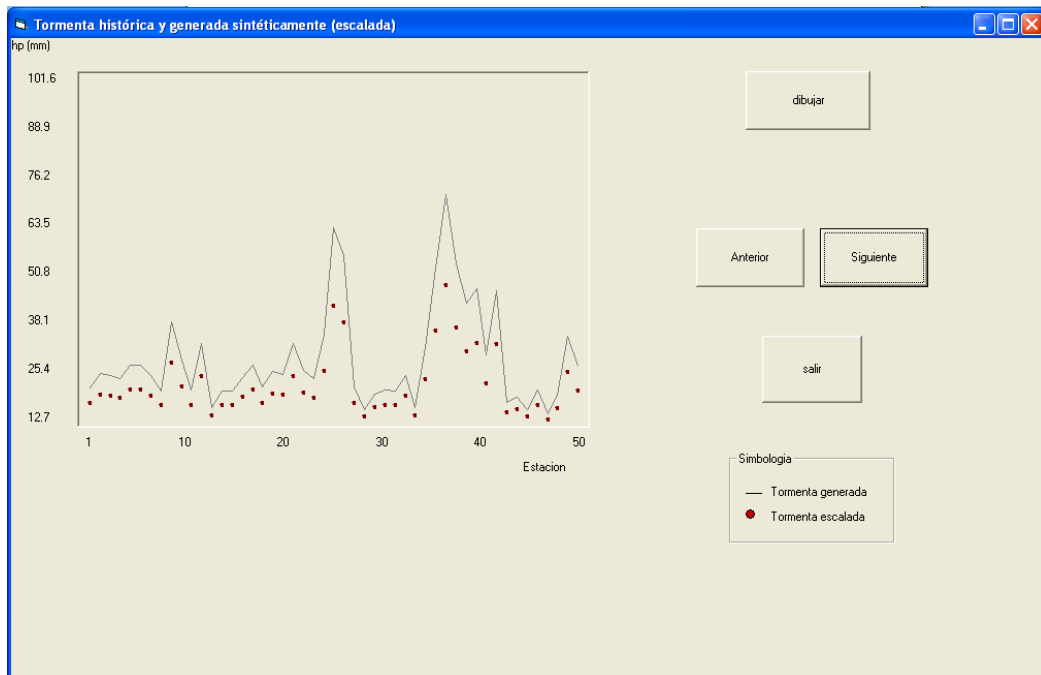 Tormenta histórica y generada sintéticamente (escalada)
hp (mm)
101.6
88.9
76.2
63.5
50.8
38.1
25.4
12.7
1 10 20 30 40 50
Estacion
dibujar
Anterior Siguiente
salir
Simbologia
Tormenta generada
Tormenta escalada